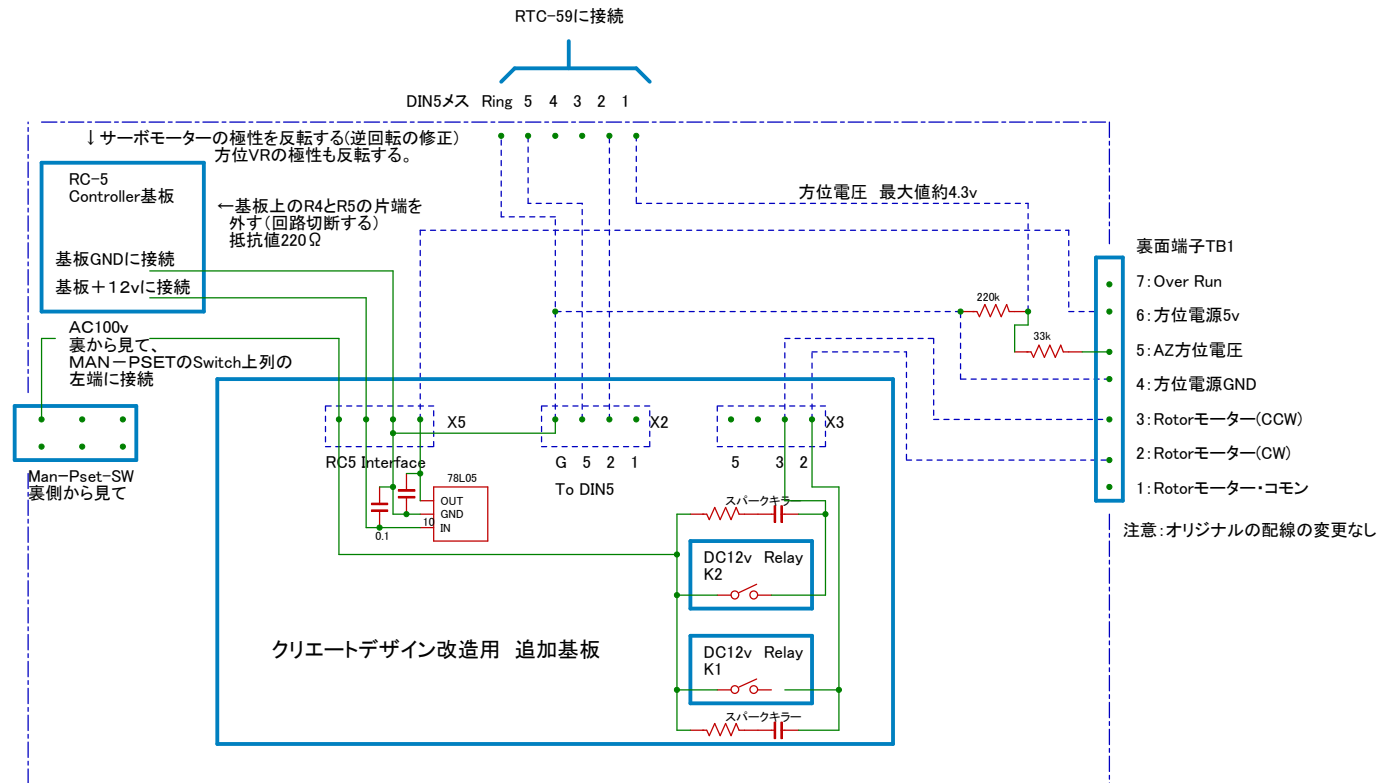 RTC-59に接続
DIN5メス Ring 5 4 3 2 1
↓サーボモーターの極性を反転する(逆回転の修正)
方位VRの極性も反転する。
RC-5
Controller基板
←基板上のR4とR5の片端を
外す(回路切断する)
抵抗値220Ω
基板GNDに接続
基板＋１２vに接続
方位電圧 最大値約4.3v
裏面端子TB1
7:Over Run
6:方位電源5v
5:AZ方位電圧
4:方位電源GND
3:Rotorモーター(CCW)
2:Rotorモーター(CW)
1:Rotorモーター・コモン
220k
33k
AC100v
裏から見て、
MAN－PSETのSwitch上列の
左端に接続
Man-Pset-SW
裏側から見て
X5
X2
X3
RC5 Interface
G 5 2 1
To DIN5
5 3 2
78L05
OUT
GND
IN
10
0.1
スパークキラー
DC12v Relay
K2
DC12v Relay
K1
スパークキラー
クリエートデザイン改造用 追加基板
注意:オリジナルの配線の変更なし